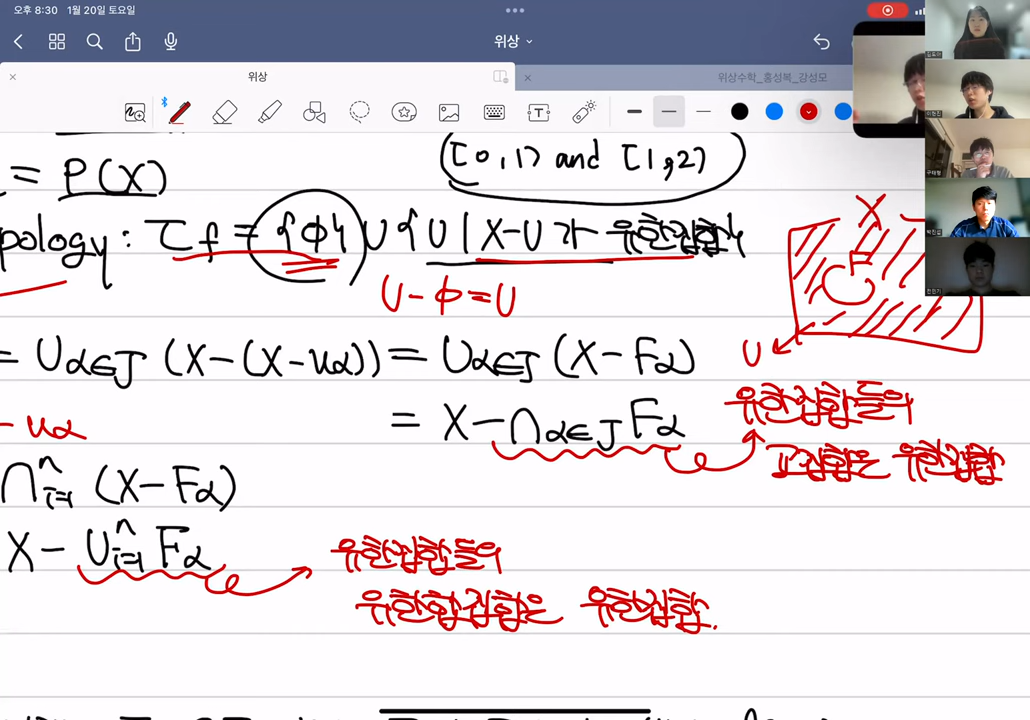 오후 8:30 1월 20일 토요일
위상
위상
위상수학_홍성복_강성모
= P(X)
[0,1) and [1,2)
pology: τf = {φ} ∪ { U | X-U가 유한집합}
U-φ=U
X
U
= ∪α∈J (X-(X-uα)) = ∪α∈J (X-Fα)
= X-∩α∈J Fα
유한집합들의
교집합은 유한집합
- uα
∩ⁿi=1 (X-Fα)
X- ∪ⁿi=1 Fα
유한집합들의
유한합집합은 유한집합.